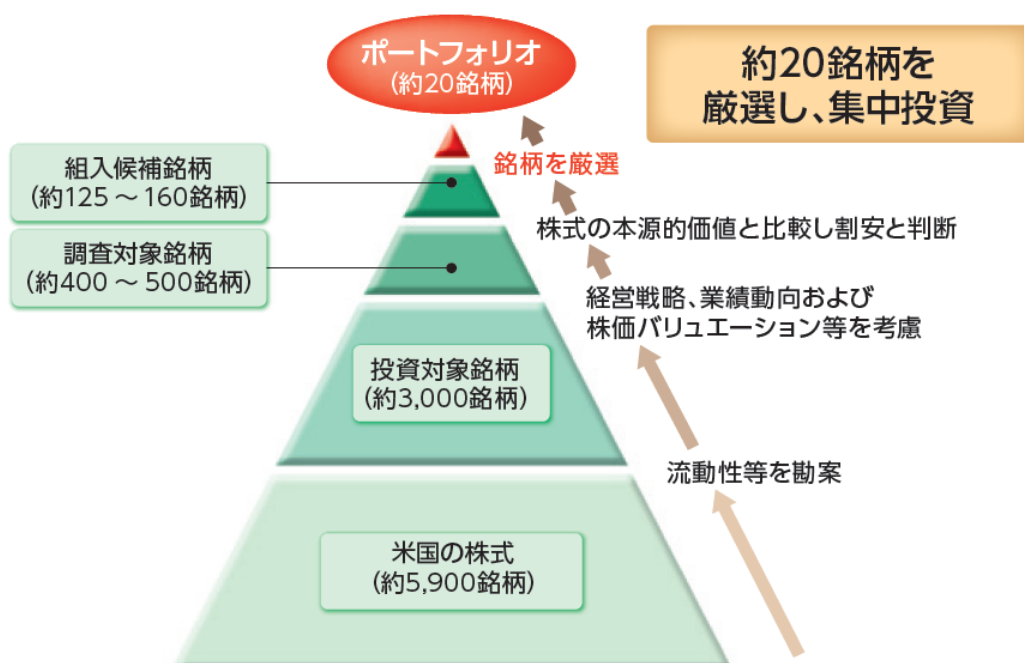 ポートフォリオ
(約20銘柄)
約20銘柄を
厳選し、集中投資
銘柄を厳選
組入候補銘柄
(約125～160銘柄)
株式の本源的価値と比較し割安と判断
調査対象銘柄
(約400～500銘柄)
経営戦略、業績動向および
株価バリュエーション等を考慮
投資対象銘柄
(約3,000銘柄)
流動性等を勘案
米国の株式
(約5,900銘柄)